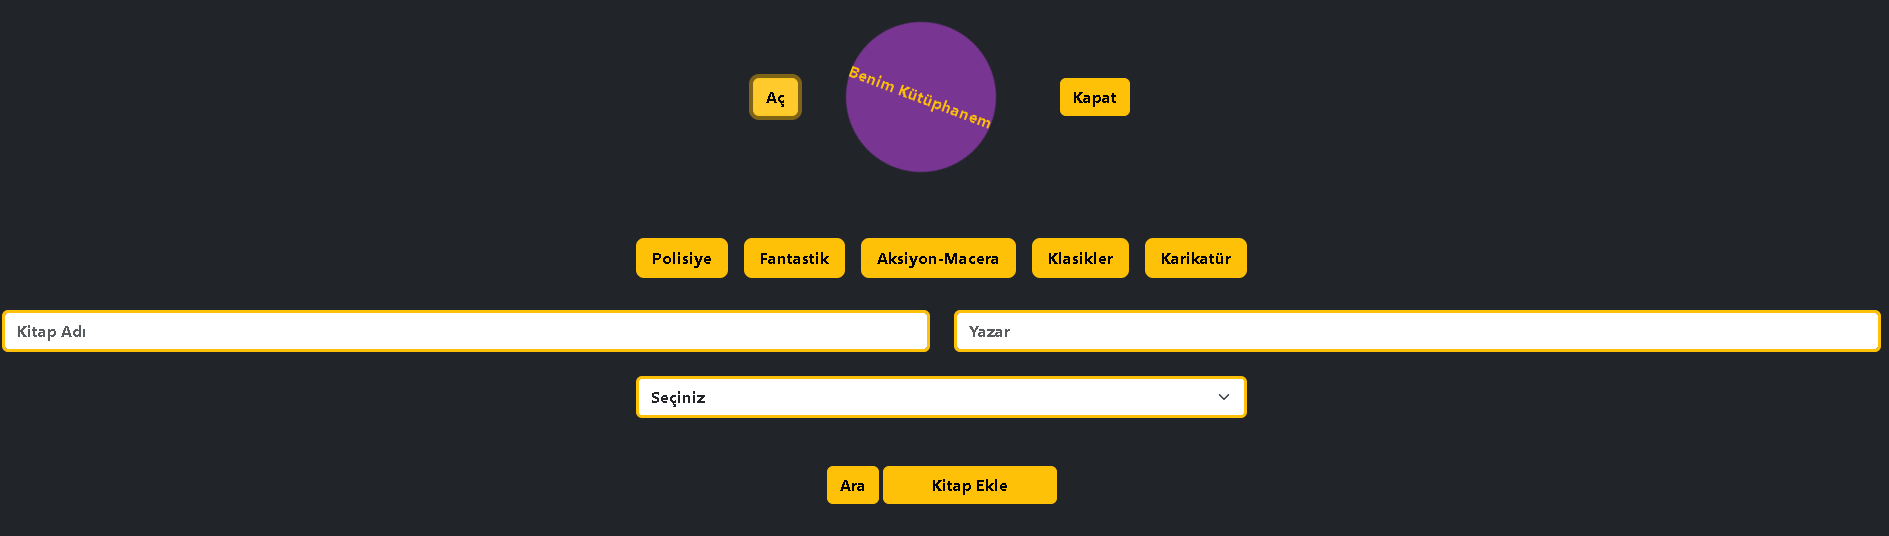 Aç
Benim Kütüphanem
Kapat
Polisiye
Fantastik
Aksiyon-Macera
Klasikler
Karikatür
Kitap Adı
Yazar
Seçiniz
Ara
Kitap Ekle